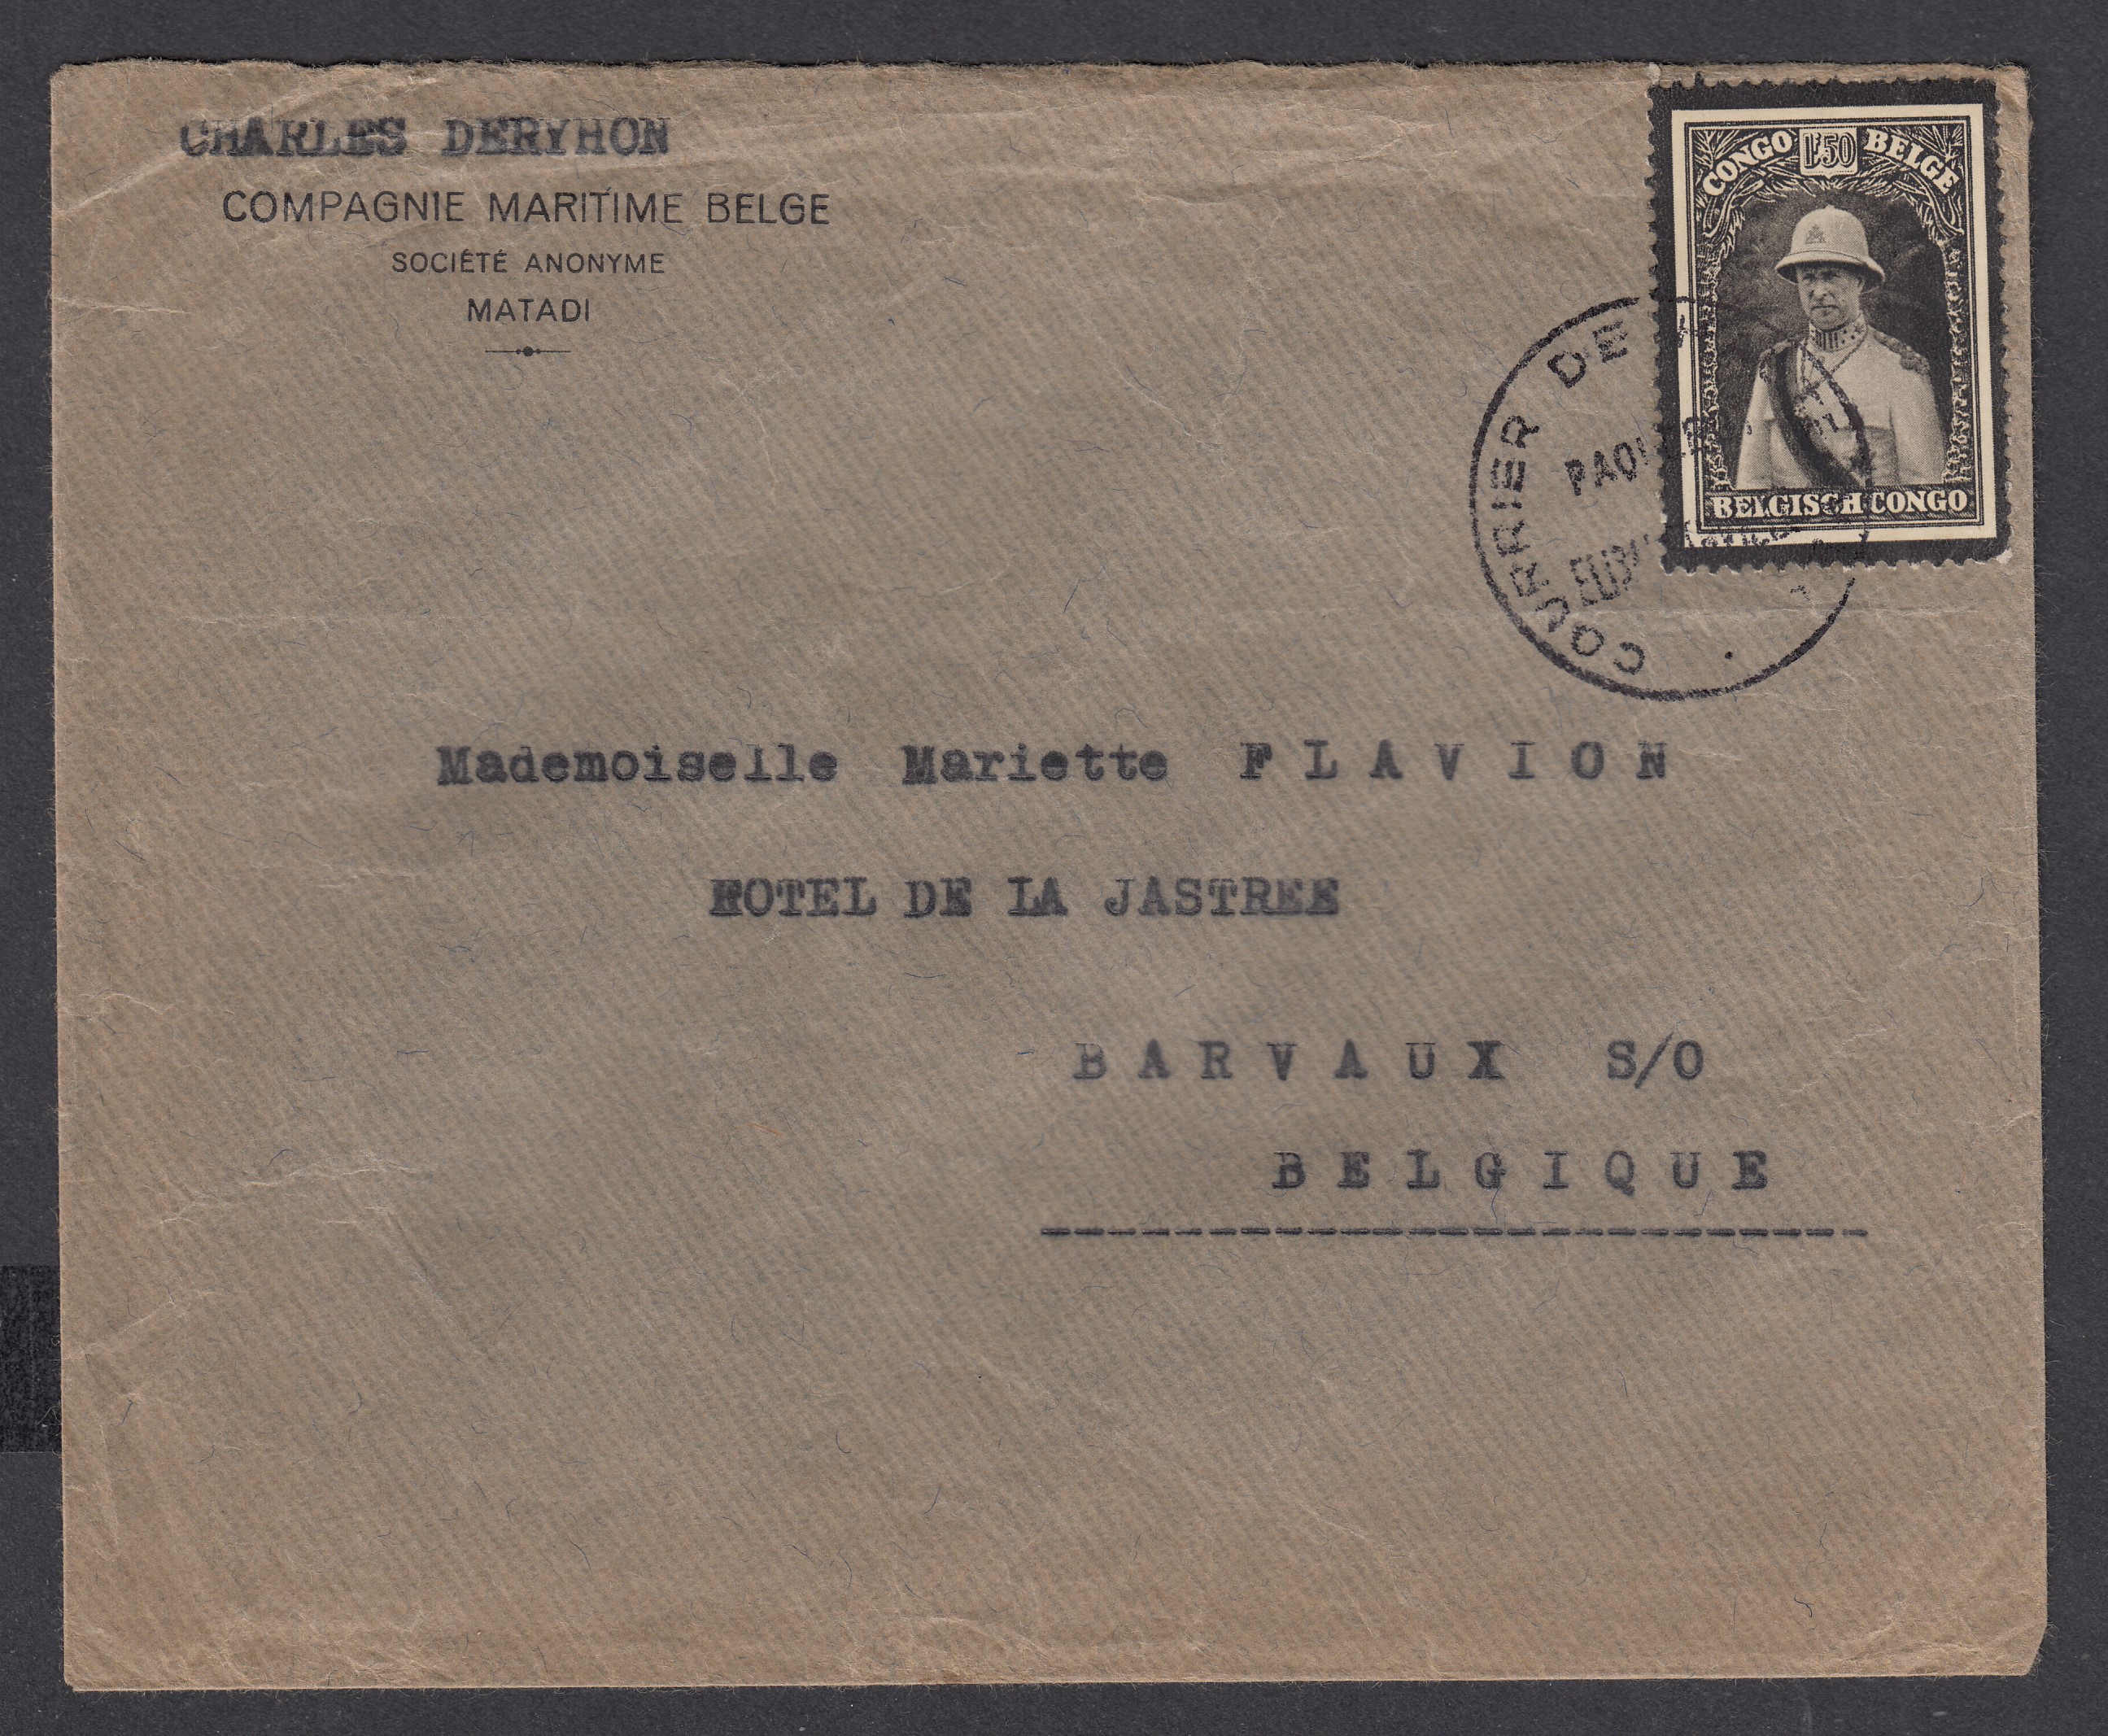 CHARLES DERYHON
COMPAGNIE MARITIME BELGE
SOCIÉTÉ ANONYME
MATADI
CONGO 1F50 BELGE
BELGISCH CONGO
COURRIER DE
Mademoiselle Mariette FLAVION
HOTEL DE LA JASTREE
BARVAUX S/O
BELGIQUE